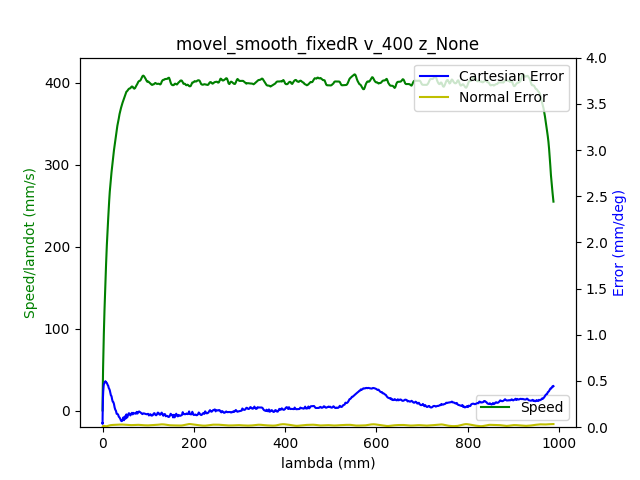 movel_smooth_fixedR v_400 z_None
Cartesian Error
Normal Error
Speed
Speed/lamdot (mm/s)
400
300
200
100
0
Error (mm/deg)
4.0
3.5
3.0
2.5
2.0
1.5
1.0
0.5
0.0
0 200 400 600 800 1000
lambda (mm)